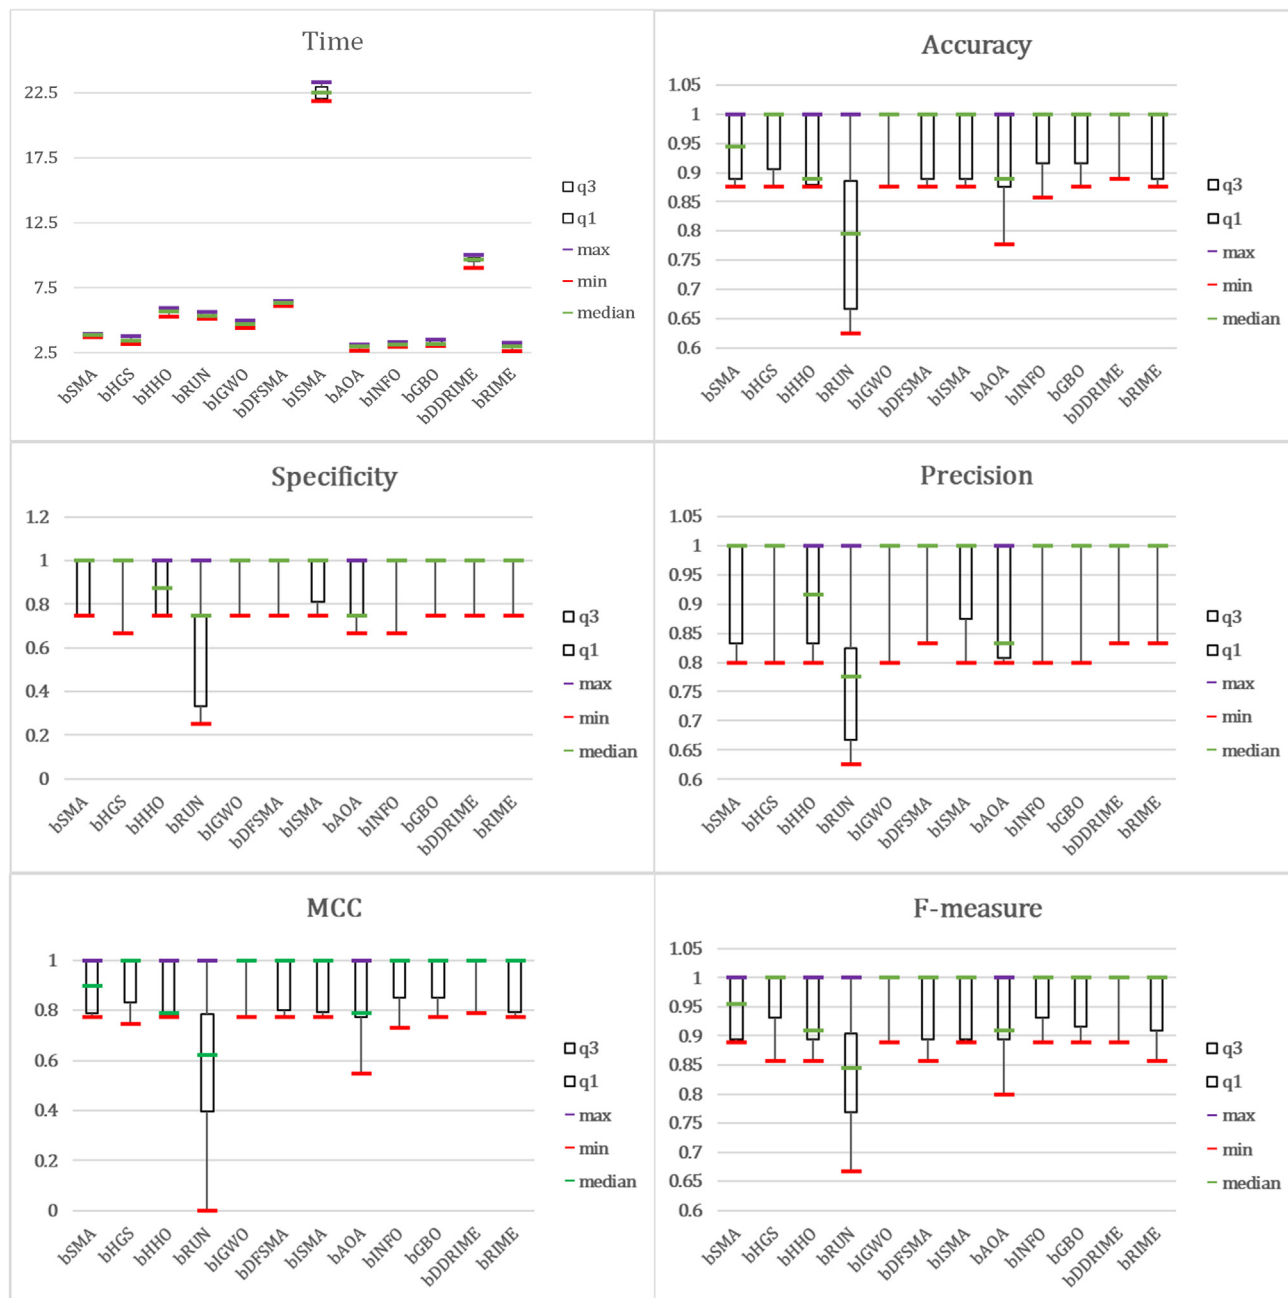 Time
22.5
17.5
12.5
7.5
2.5
bSMA bHGS bHHO bRUN bIGWO bDFSMA bISMA bAOA bINFO bGBO bDDRIME bRIME
q3
q1
max
min
median
Accuracy
1.05
1
0.95
0.9
0.85
0.8
0.75
0.7
0.65
0.6
bSMA bHGS bHHO bRUN bIGWO bDFSMA bISMA bAOA bINFO bGBO bDDRIME bRIME
q3
q1
max
min
median
Specificity
1.2
1
0.8
0.6
0.4
0.2
0
bSMA bHGS bHHO bRUN bIGWO bDFSMA bISMA bAOA bINFO bGBO bDDRIME bRIME
q3
q1
max
min
median
Precision
1.05
1
0.95
0.9
0.85
0.8
0.75
0.7
0.65
0.6
bSMA bHGS bHHO bRUN bIGWO bDFSMA bISMA bAOA bINFO bGBO bDDRIME bRIME
q3
q1
max
min
median
MCC
1
0.8
0.6
0.4
0.2
0
bSMA bHGS bHHO bRUN bIGWO bDFSMA bISMA bAOA bINFO bGBO bDDRIME bRIME
q3
q1
max
min
median
F-measure
1.05
1
0.95
0.9
0.85
0.8
0.75
0.7
0.65
0.6
bSMA bHGS bHHO bRUN bIGWO bDFSMA bISMA bAOA bINFO bGBO bDDRIME bRIME
q3
q1
max
min
median